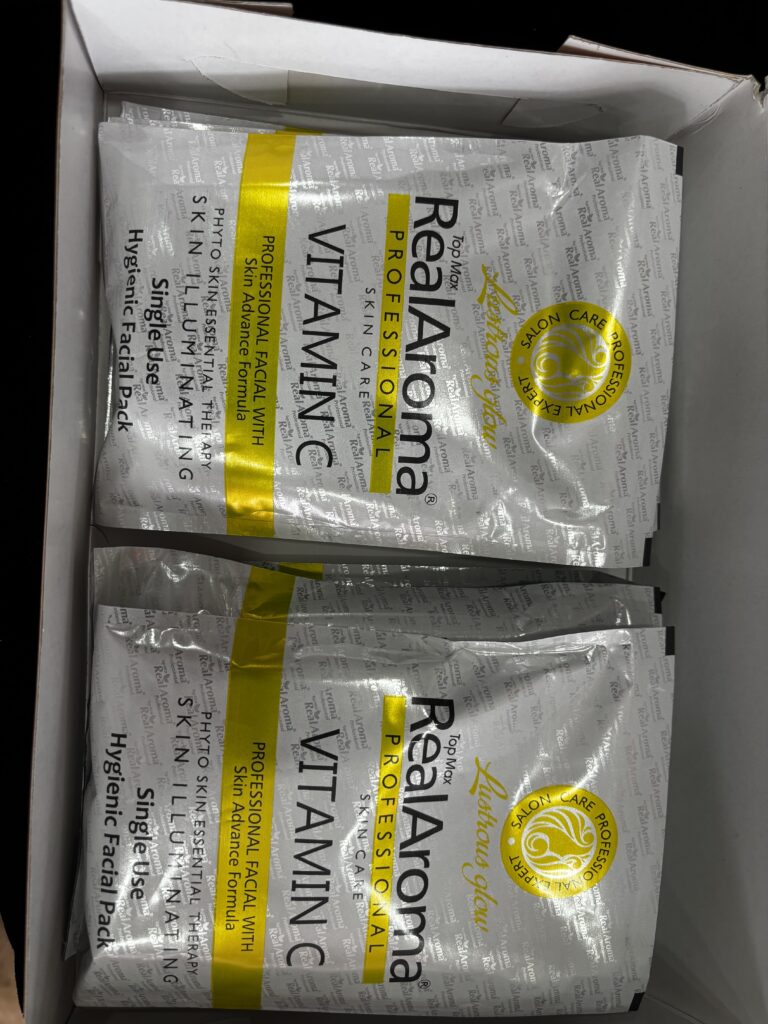 SALON CARE PROFESSIONAL EXPERT
Lustrous glow
Top Max
RealAroma®
PROFESSIONAL
SKIN CARE
VITAMIN C
PROFESSIONAL FACIAL WITH
Skin Advance Formula
PHYTO SKIN ESSENTIAL THERAPY
SKIN ILLUMINATING
Single Use
Hygienic Facial Pack
SALON CARE PROFESSIONAL EXPERT
Lustrous glow
Top Max
RealAroma®
PROFESSIONAL
SKIN CARE
VITAMIN C
PROFESSIONAL FACIAL WITH
Skin Advance Formula
PHYTO SKIN ESSENTIAL THERAPY
SKIN ILLUMINATING
Single Use
Hygienic Facial Pack